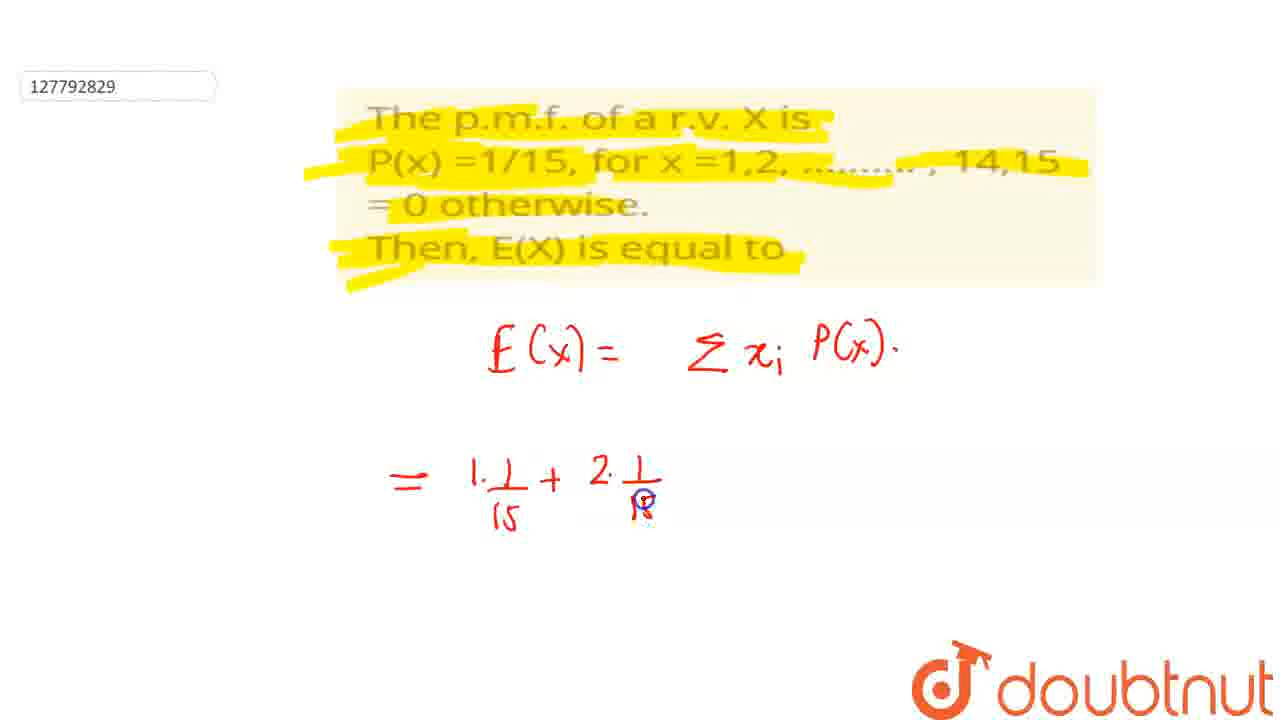 127792829
The p.m.f. of a r.v. X is
P(x) =1/15, for x =1,2, .......... , 14,15
= 0 otherwise.
Then, E(X) is equal to
E(x) = Σ xi P(x).
= 1.1/15 + 2.1/15
doubtnut